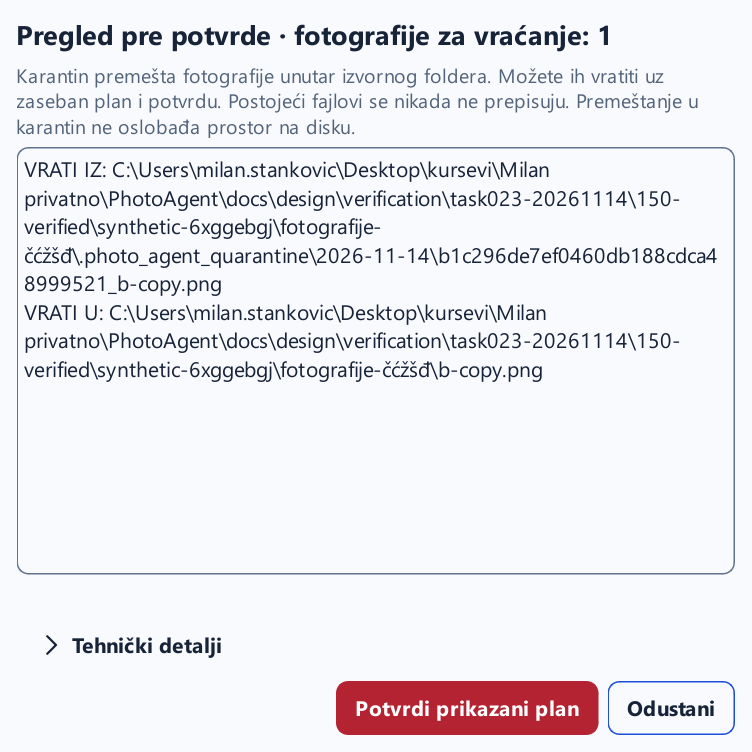 Pregled pre potvrde · fotografije za vraćanje: 1
Karantin premešta fotografije unutar izvornog foldera. Možete ih vratiti uz
zaseban plan i potvrdu. Postojeći fajlovi se nikada ne prepisuju. Premeštanje u
karantin ne oslobađa prostor na disku.
VRATI IZ: C:\Users\milan.stankovic\Desktop\kursevi\Milan
privatno\PhotoAgent\docs\design\verification\task023-20261114\150-
verified\synthetic-6xggebgj\fotografije-
čćžšđ\.photo_agent_quarantine\2026-11-14\b1c296de7ef0460db188cdca4
8999521_b-copy.png
VRATI U: C:\Users\milan.stankovic\Desktop\kursevi\Milan
privatno\PhotoAgent\docs\design\verification\task023-20261114\150-
verified\synthetic-6xggebgj\fotografije-čćžšđ\b-copy.png
Tehnički detalji
Potvrdi prikazani plan
Odustani